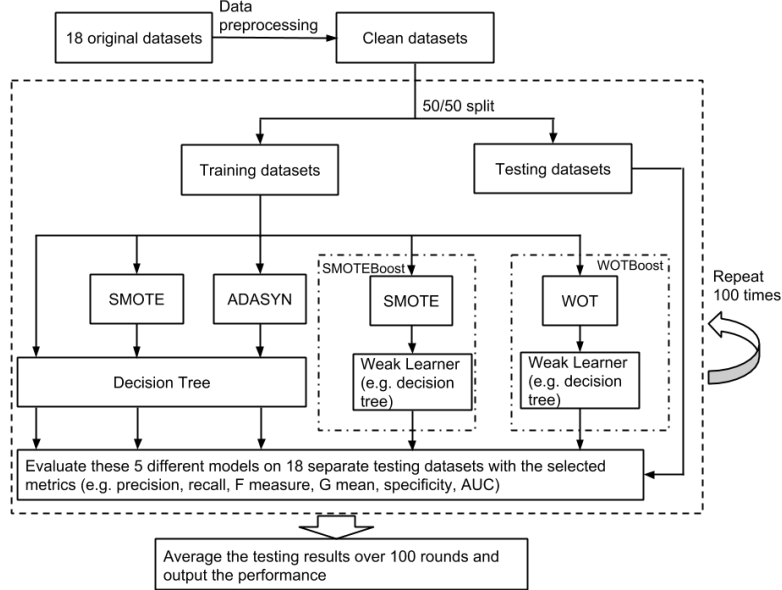 Data
preprocessing
18 original datasets
Clean datasets
50/50 split
Training datasets
Testing datasets
SMOTEBoost
WOTBoost
Repeat
100 times
SMOTE
ADASYN
SMOTE
WOT
Decision Tree
Weak Learner
(e.g. decision
tree)
Weak Learner
(e.g. decision
tree)
Evaluate these 5 different models on 18 separate testing datasets with the selected
metrics (e.g. precision, recall, F measure, G mean, specificity, AUC)
Average the testing results over 100 rounds and
output the performance